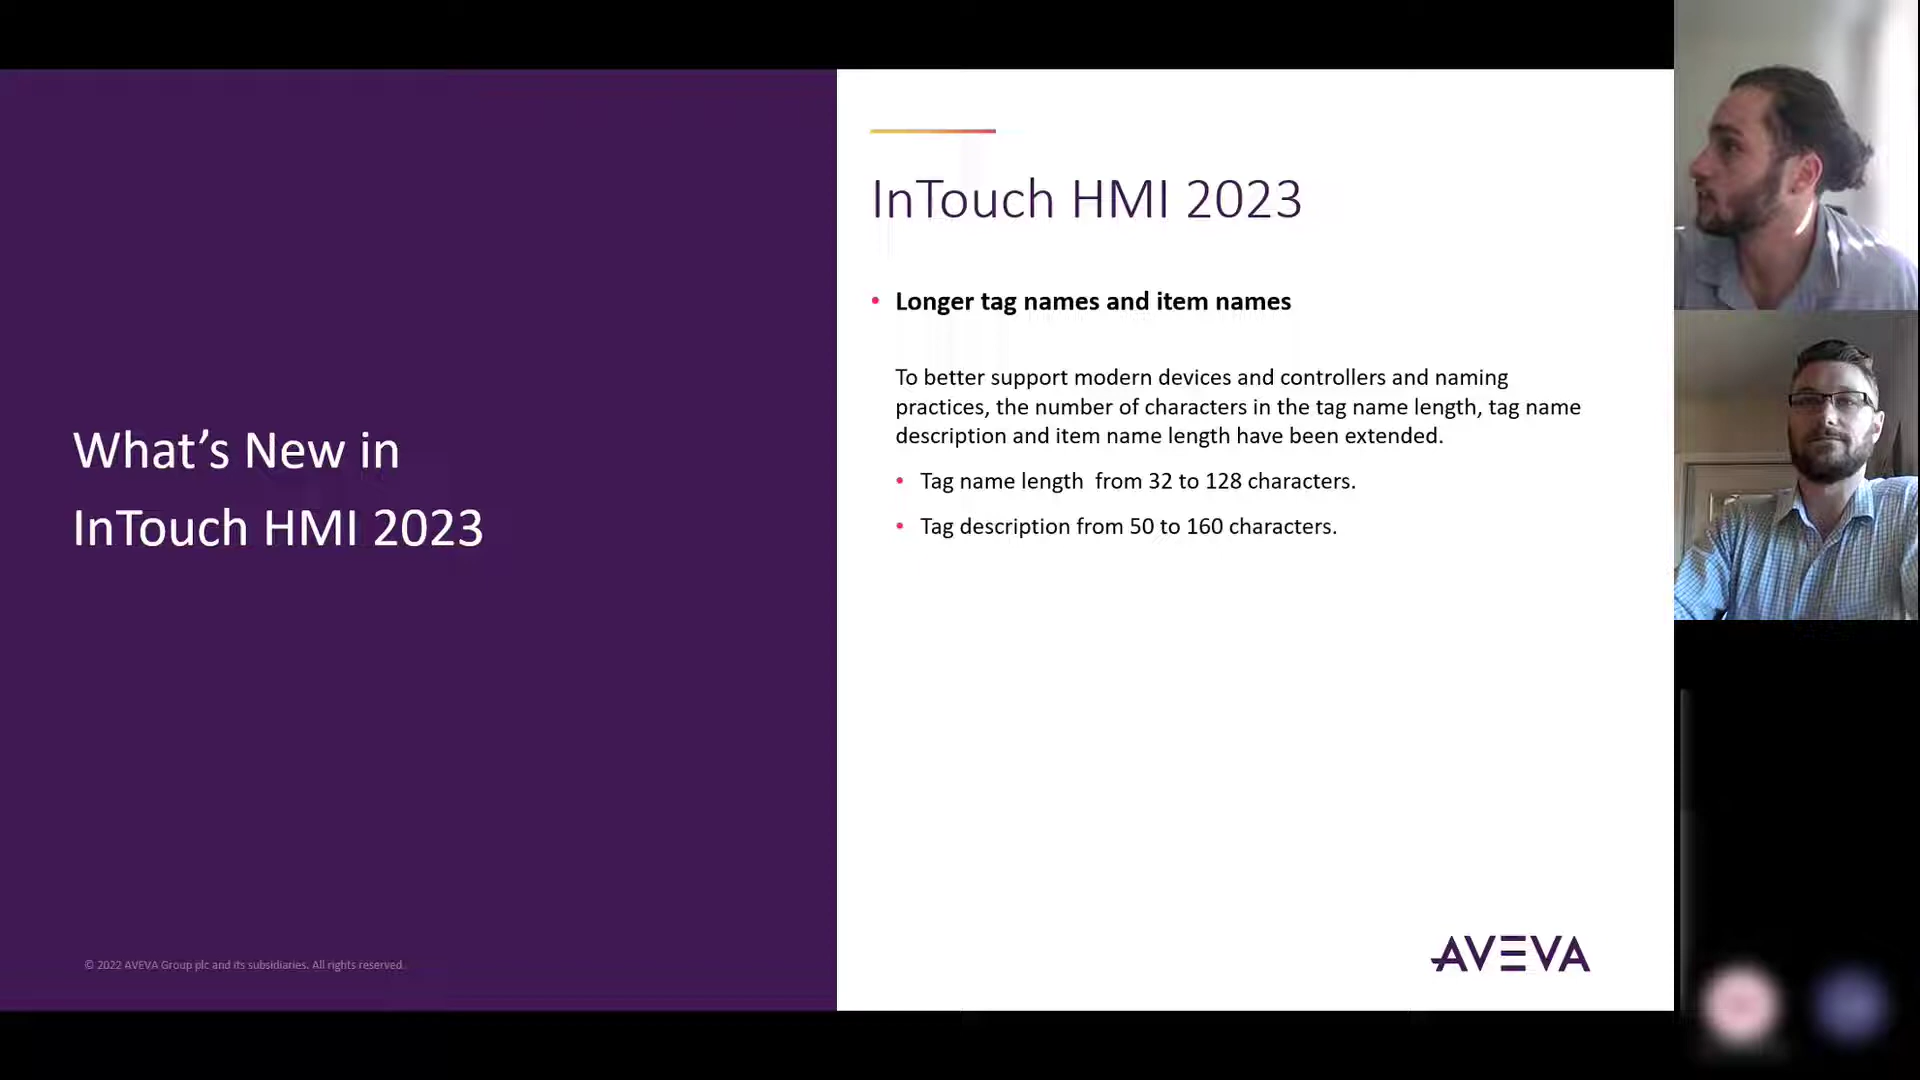 What's New in
InTouch HMI 2023
© 2022 AVEVA Group plc and its subsidiaries. All rights reserved.
InTouch HMI 2023
• Longer tag names and item names
To better support modern devices and controllers and naming
practices, the number of characters in the tag name length, tag name
description and item name length have been extended.
• Tag name length  from 32 to 128 characters.
• Tag description from 50 to 160 characters.
AVEVA